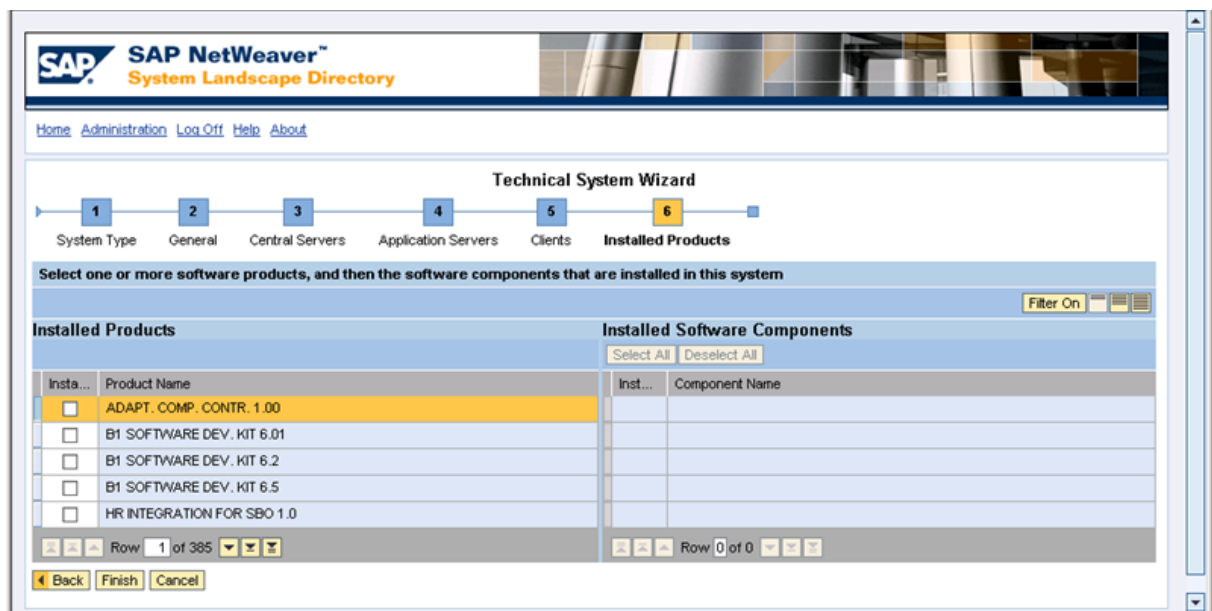 SAP
SAP NetWeaver™
System Landscape Directory
Home Administration Log Off Help About
Technical System Wizard
1 2 3 4 5 6
System Type General Central Servers Application Servers Clients Installed Products
Select one or more software products, and then the software components that are installed in this system
Filter On
Installed Products Installed Software Components
Select All Deselect All
Insta... Product Name Inst... Component Name
ADAPT. COMP. CONTR. 1.00
B1 SOFTWARE DEV. KIT 6.01
B1 SOFTWARE DEV. KIT 6.2
B1 SOFTWARE DEV. KIT 6.5
HR INTEGRATION FOR SBO 1.0
Row 1 of 385 Row 0 of 0
Back Finish Cancel